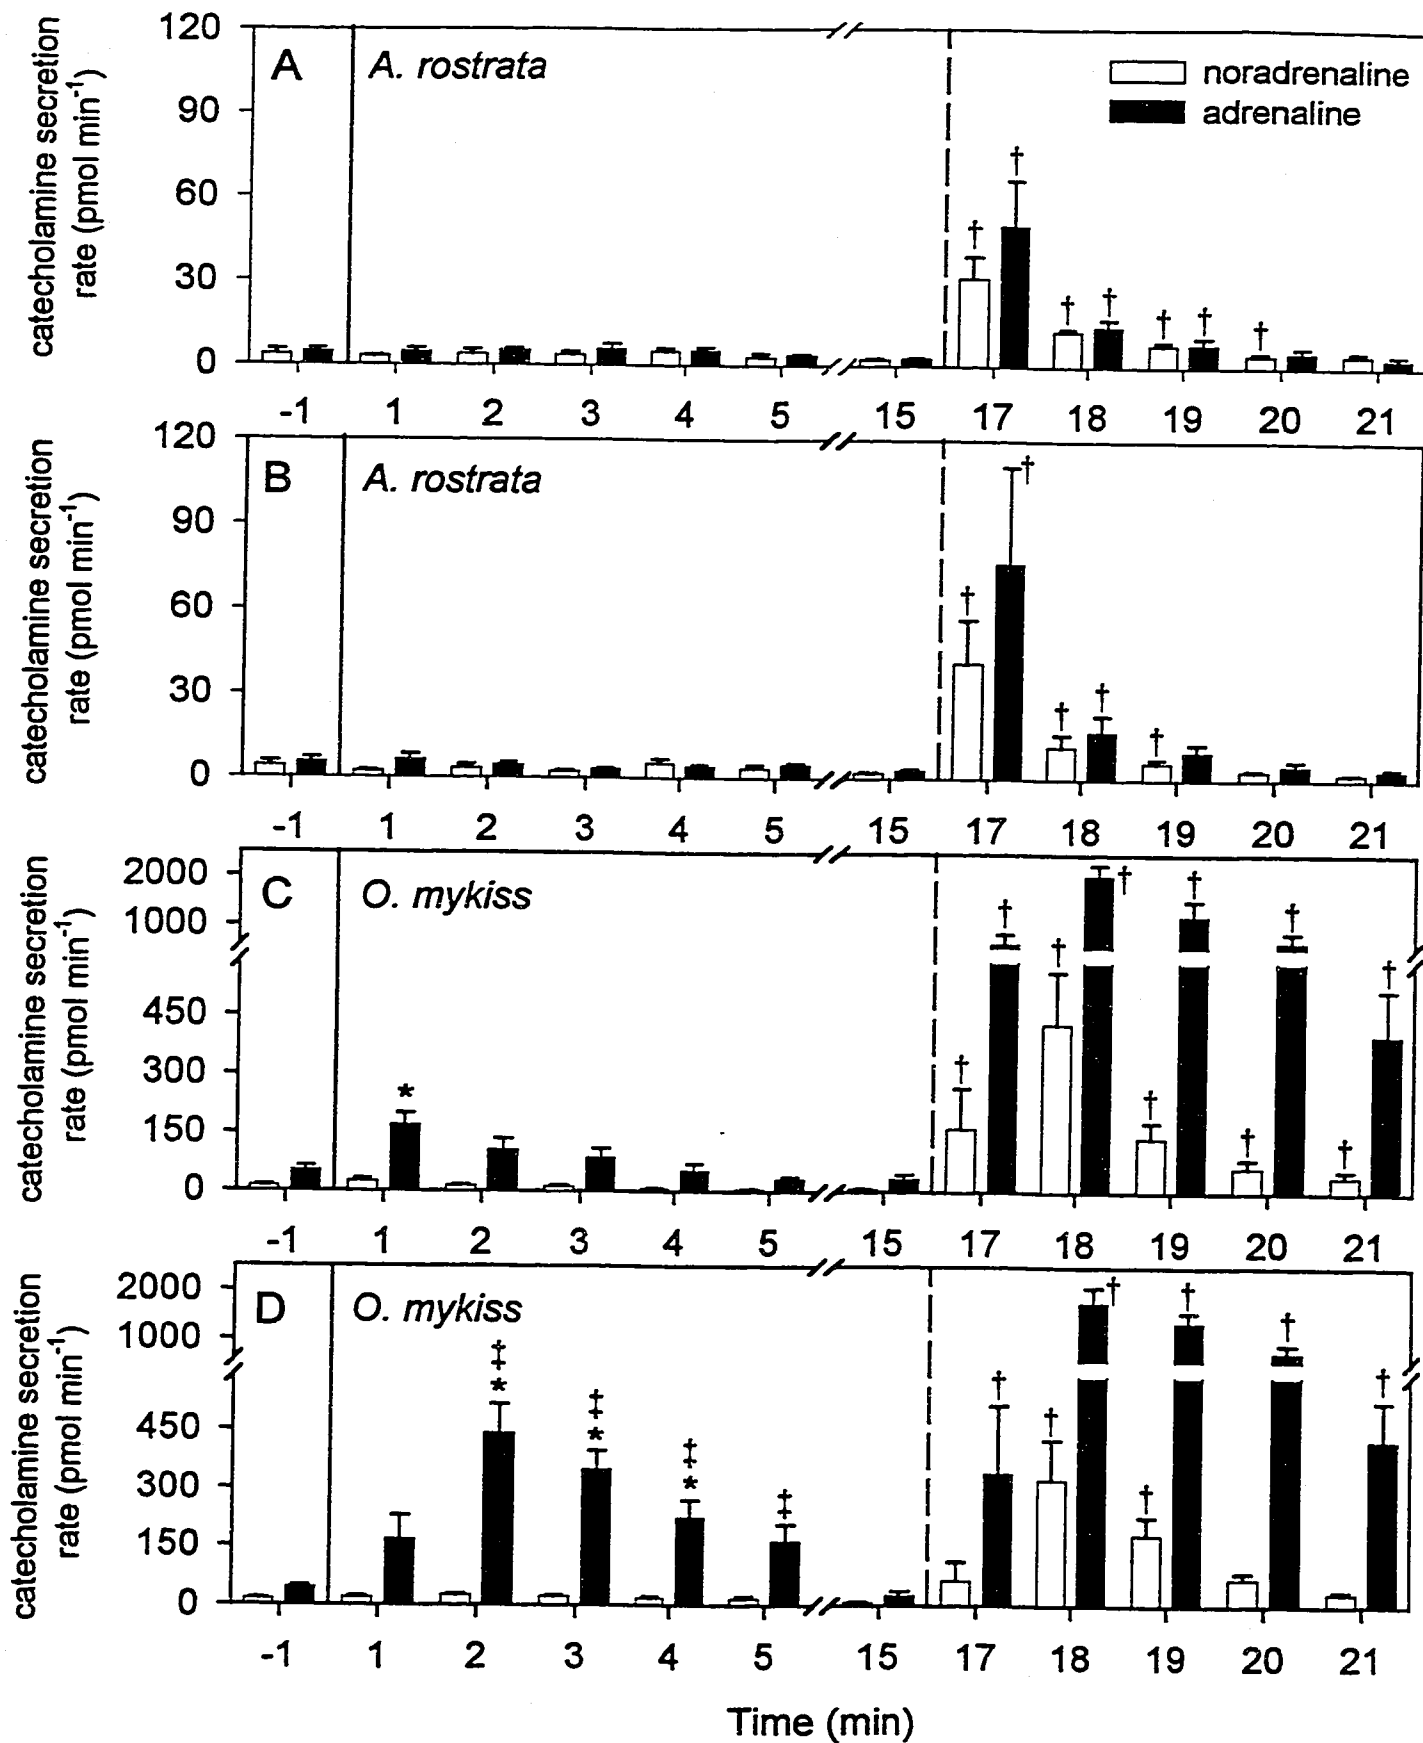 catecholamine secretion
rate (pmol min⁻¹)
120
90
60
30
0
A
A. rostrata
noradrenaline
adrenaline
†
†
†
†
†
†
†
-1 1 2 3 4 5 15 17 18 19 20 21
catecholamine secretion
rate (pmol min⁻¹)
120
90
60
30
0
B
A. rostrata
†
†
†
†
†
-1 1 2 3 4 5 15 17 18 19 20 21
catecholamine secretion
rate (pmol min⁻¹)
2000
1000
450
300
150
0
C
O. mykiss
*
†
†
†
†
†
†
†
†
†
†
-1 1 2 3 4 5 15 17 18 19 20 21
catecholamine secretion
rate (pmol min⁻¹)
2000
1000
450
300
150
0
D
O. mykiss
‡
*
‡
*
‡
*
‡
†
†
†
†
†
†
†
-1 1 2 3 4 5 15 17 18 19 20 21
Time (min)